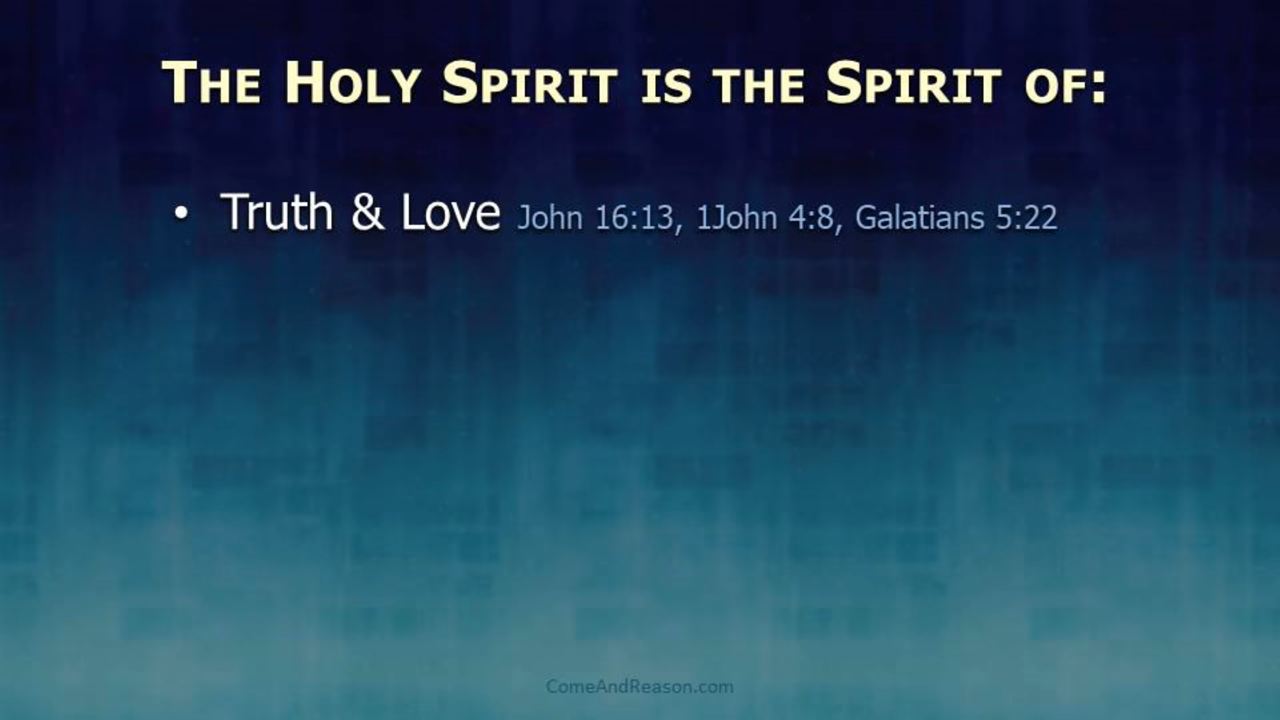 THE HOLY SPIRIT IS THE SPIRIT OF:
• Truth & Love John 16:13, 1John 4:8, Galatians 5:22
ComeAndReason.com